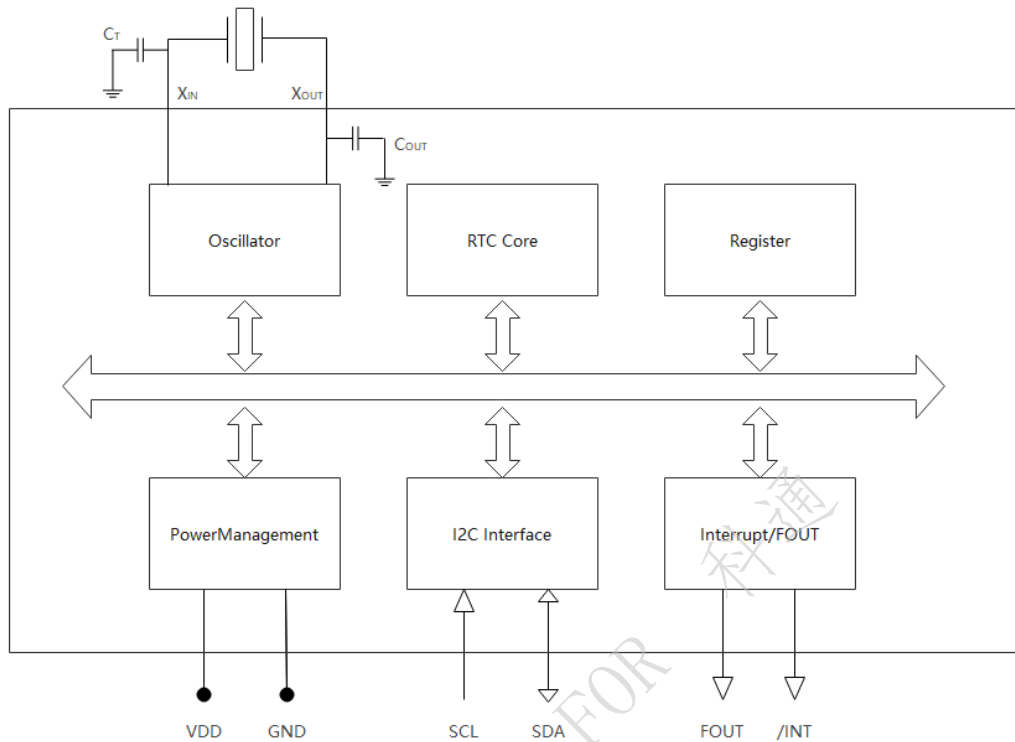 CT
XIN
XOUT
COUT
Oscillator
RTC Core
Register
PowerManagement
I2C Interface
Interrupt/FOUT
VDD
GND
SCL
SDA
FOUT
/INT
FOR 科通